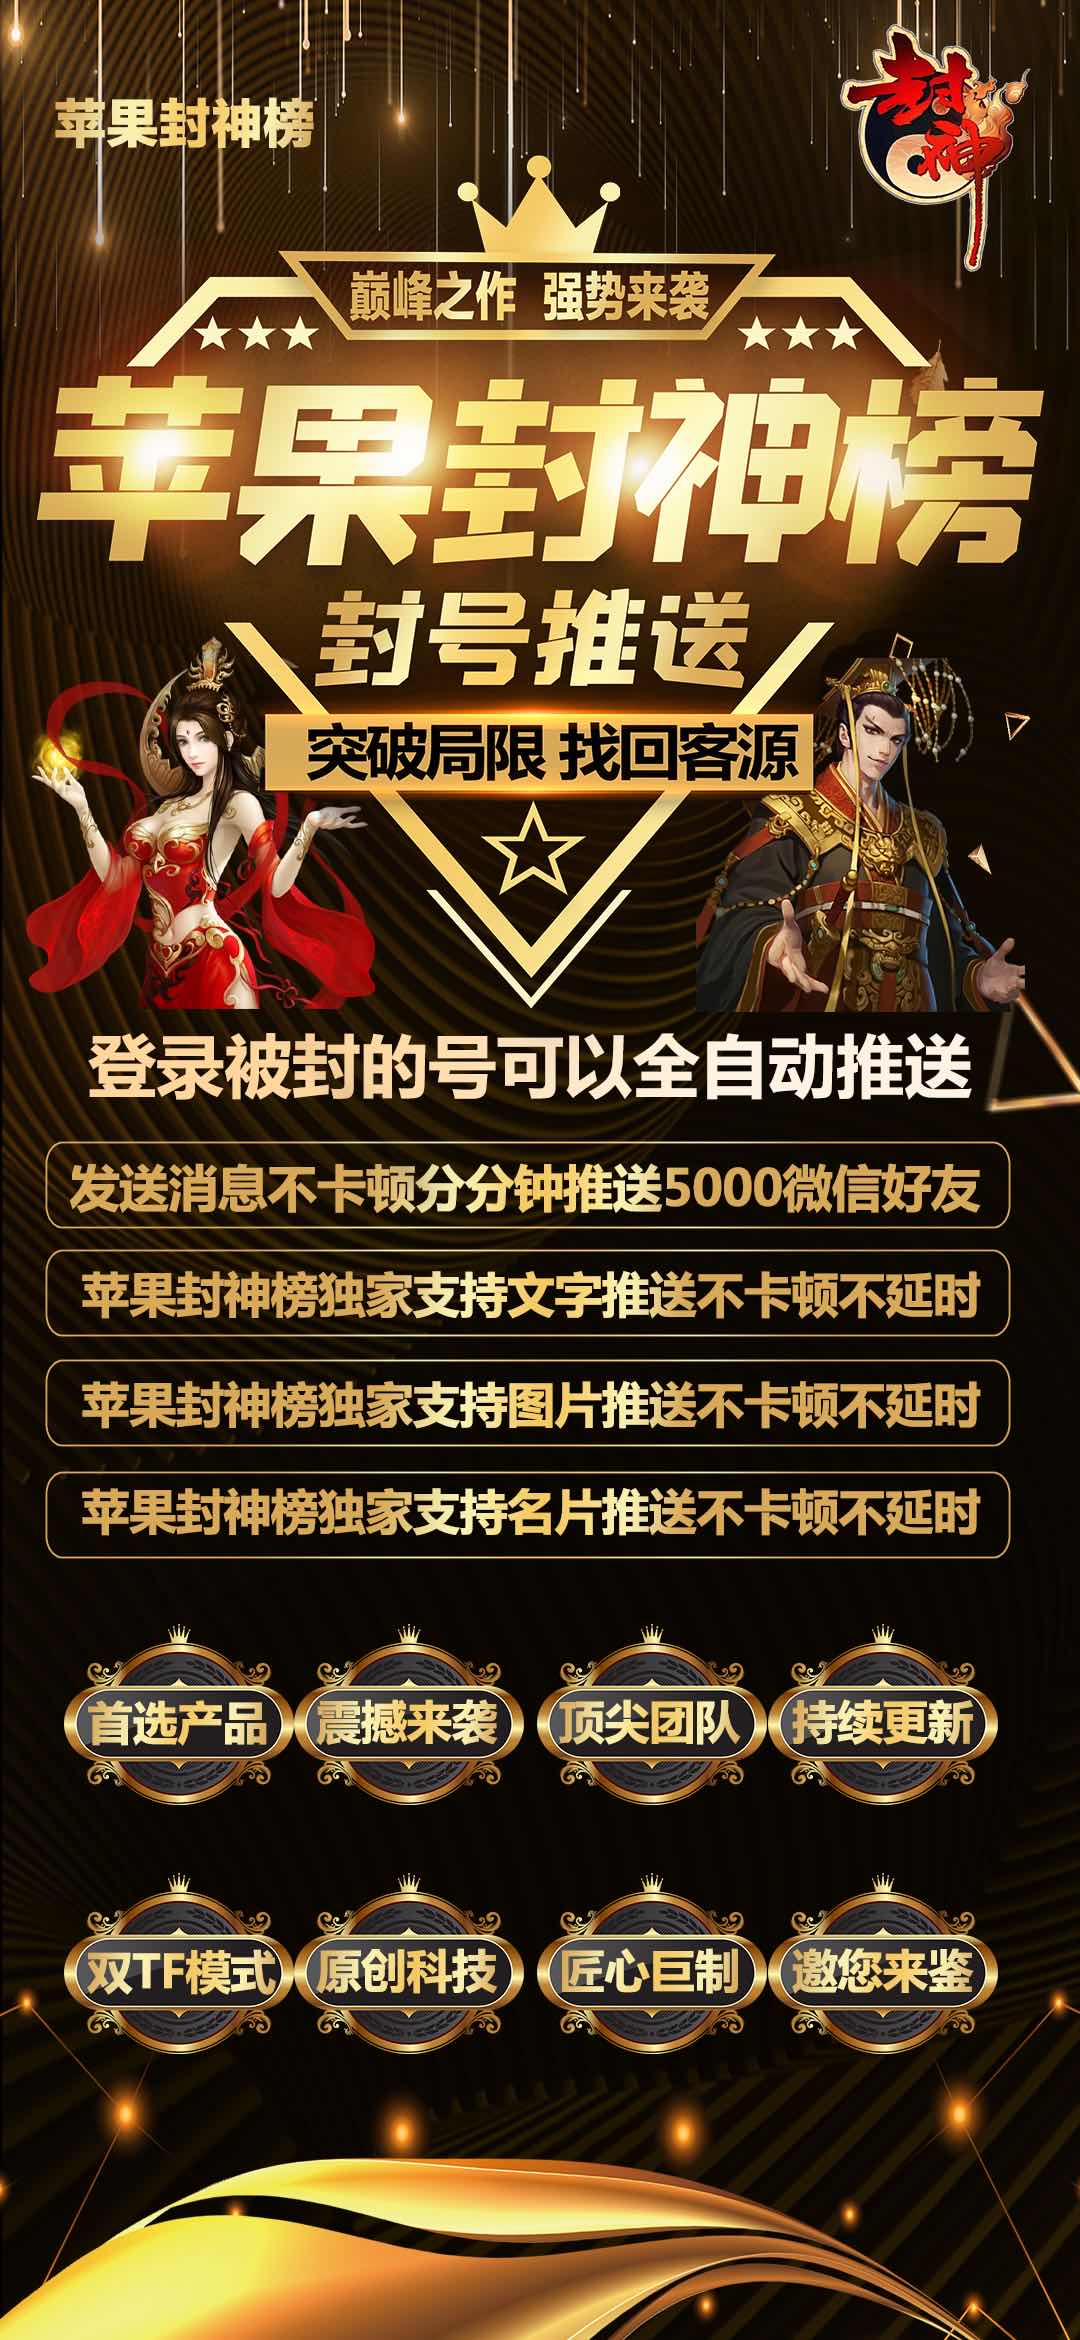 苹果封神榜
封神
巅峰之作 强势来袭
苹果封神榜
封号推送
突破局限 找回客源
登录被封的号可以全自动推送
发送消息不卡顿分分钟推送5000微信好友
苹果封神榜独家支持文字推送不卡顿不延时
苹果封神榜独家支持图片推送不卡顿不延时
苹果封神榜独家支持名片推送不卡顿不延时
首选产品 震撼来袭 顶尖团队 持续更新
双TF模式 原创科技 匠心巨制 邀您来鉴